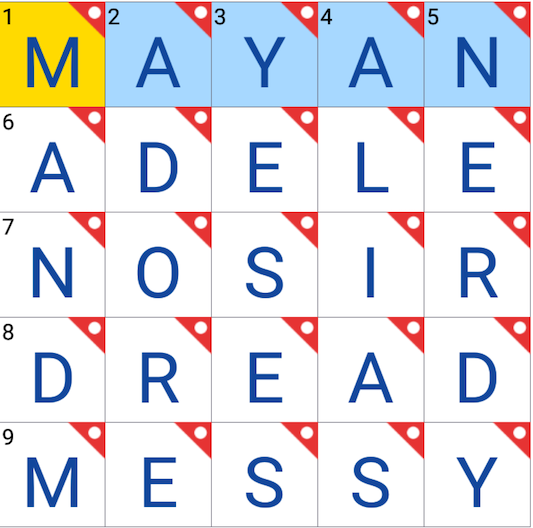 1 2 3 4 5
M A Y A N
6
A D E L E
7
N O S I R
8
D R E A D
9
M E S S Y